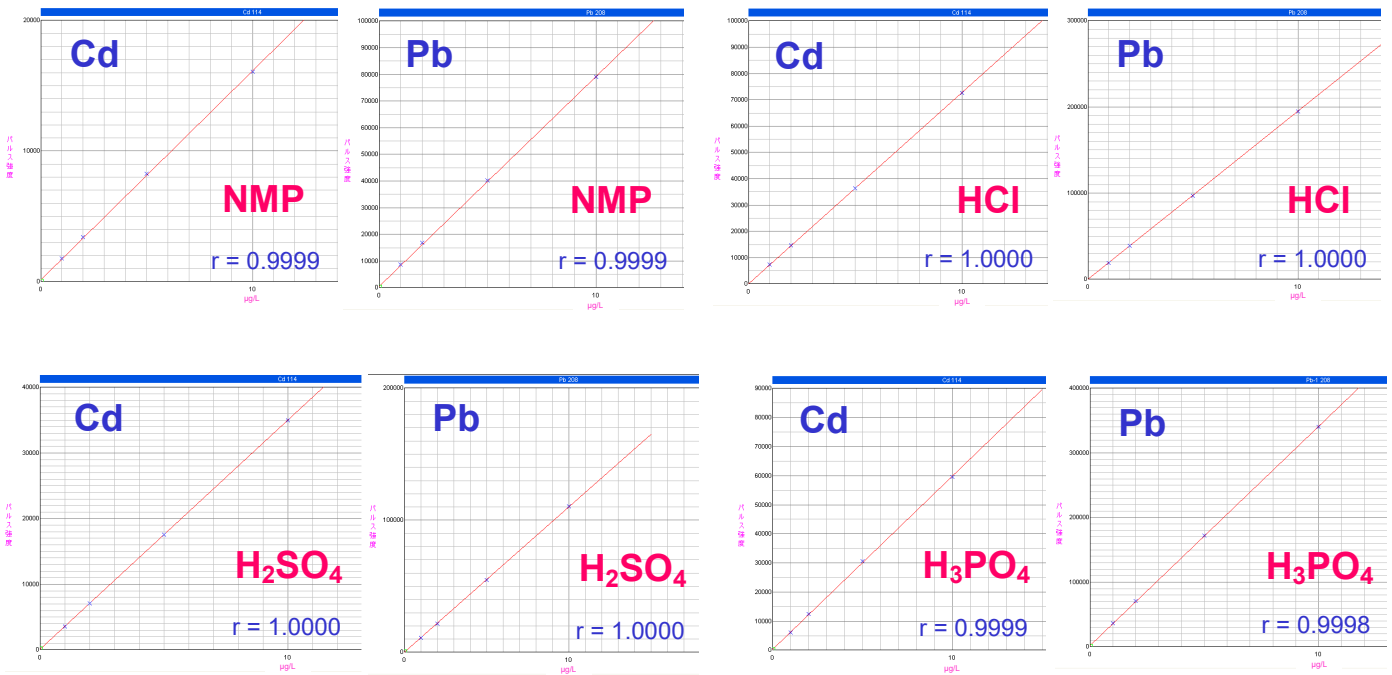 Cd 114
20000
10000
0
0
10
µg/L
パルス強度
Cd
NMP
r = 0.9999
Pb 208
100000
90000
80000
70000
60000
50000
40000
30000
20000
10000
0
0
10
µg/L
パルス強度
Pb
NMP
r = 0.9999
Cd 114
100000
90000
80000
70000
60000
50000
40000
30000
20000
10000
0
0
10
µg/L
パルス強度
Cd
HCl
r = 1.0000
Pb 208
300000
200000
100000
0
0
10
µg/L
パルス強度
Pb
HCl
r = 1.0000
Cd 114
40000
30000
20000
10000
0
0
10
µg/L
パルス強度
Cd
H₂SO₄
r = 1.0000
Pb 208
200000
100000
0
0
10
µg/L
パルス強度
Pb
H₂SO₄
r = 1.0000
Cd 114
90000
80000
70000
60000
50000
40000
30000
20000
10000
0
0
10
µg/L
パルス強度
Cd
H₃PO₄
r = 0.9999
Pb-1 208
400000
300000
200000
100000
0
0
10
µg/L
パルス強度
Pb
H₃PO₄
r = 0.9998